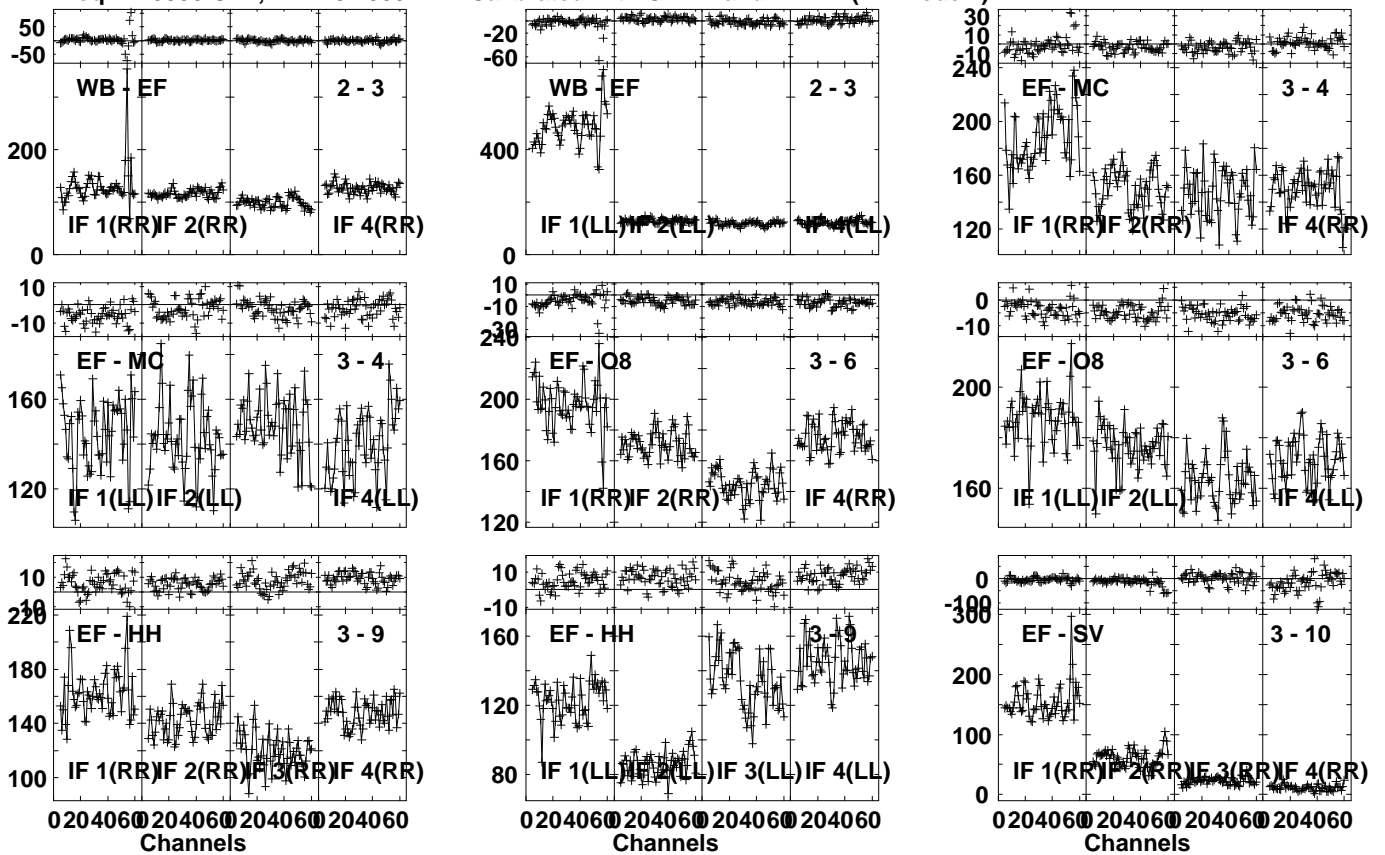 50
-50
WB - EF
2 - 3
200
0
IF 1(RR)
IF 2(RR)
IF 4(RR)
-20
-60
WB - EF
2 - 3
400
0
IF 1(LL)
IF 2(LL)
IF 4(LL)
30
10
-10
240
EF - MC
3 - 4
200
160
120
IF 1(RR)
IF 2(RR)
IF 4(RR)
10
-10
EF - MC
3 - 4
160
120
IF 1(LL)
IF 2(LL)
IF 4(LL)
10
-10
30
240
EF - O8
3 - 6
200
160
120
IF 1(RR)
IF 2(RR)
IF 4(RR)
0
-10
EF - O8
3 - 6
200
160
IF 1(LL)
IF 2(LL)
IF 4(LL)
10
10
220
EF - HH
3 - 9
180
140
100
IF 1(RR)
IF 2(RR)
IF 3(RR)
IF 4(RR)
0204060
0204060
0204060
0204060
Channels
10
-10
EF - HH
3 - 9
160
120
80
IF 1(LL)
IF 2(LL)
IF 3(LL)
IF 4(LL)
0204060
0204060
0204060
0204060
Channels
0
-100
300
EF - SV
3 - 10
200
100
0
IF 1(RR)
IF 2(RR)
IF 3(RR)
IF 4(RR)
0204060
0204060
0204060
0204060
Channels